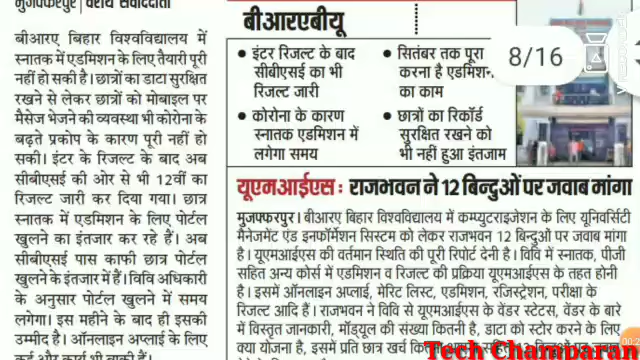 मुजफ्फरपुर | वरीय संवाददाता
बीआरए बिहार विश्वविद्यालय में
स्नातक में एडमिशन के लिए तैयारी पूरी
नहीं हो सकी है। छात्रों का डाटा सुरक्षित
रखने से लेकर छात्रों को मोबाइल पर
मैसेज भेजने की व्यवस्था भी कोरोना के
बढ़ते प्रकोप के कारण पूरी नहीं हो
सकी। इंटर के रिजल्ट के बाद अब
सीबीएसई की ओर से भी 12वीं का
रिजल्ट जारी कर दिया गया। छात्र
स्नातक में एडमिशन के लिए पोर्टल
खुलने का इंतजार कर रहे हैं। अब
सीबीएसई पास काफी छात्र पोर्टल
खुलने के इंतजार में हैं। विवि अधिकारी
के अनुसार पोर्टल खुलने में समय
लगेगा। इस महीने के बाद ही इसकी
उम्मीद है। ऑनलाइन अप्लाई के लिए
कई और कार्य भी बाकी हैं।
बीआरएबीयू
• इंटर रिजल्ट के बाद
सीबीएसई का भी
रिजल्ट जारी
• कोरोना के कारण
स्नातक एडमिशन में
लगेगा समय
• सितंबर तक पूरा
करना है एडमिशन
का काम
• छात्रों का रिकॉर्ड
सुरक्षित रखने को
भी नहीं हुआ इंतजाम
8/16
यूएमआईएस: राजभवन ने 12 बिन्दुओं पर जवाब मांगा
मुजफ्फरपुर। बीआरए बिहार विश्वविद्यालय में कम्प्युटराइजेशन के लिए यूनिवर्सिटी
मैनेजमेंट एंड इनफॉर्मेशन सिस्टम को लेकर राजभवन 12 बिन्दुओं पर जवाब मांगा
है। यूएमआईएस की वर्तमान स्थिति की पूरी रिपोर्ट देनी है। विवि में स्नातक, पीजी
सहित अन्य कोर्स में एडमिशन व रिजल्ट की प्रक्रिया यूएमआईएस के तहत होनी
है। इसमें ऑनलाइन अप्लाई, मेरिट लिस्ट, एडमिशन, रजिस्ट्रेशन, परीक्षा के
रिजल्ट आदि हैं। राजभवन ने विवि से यूएमआईएस के वेंडर स्टेटस, वेंडर के बारे
में विस्तृत जानकारी, मॉड्यूल की संख्या कितनी है, डाटा को स्टोर करने के लिए
क्या योजना है, इसमें प्रति छात्र खर्च
Tech Champaran